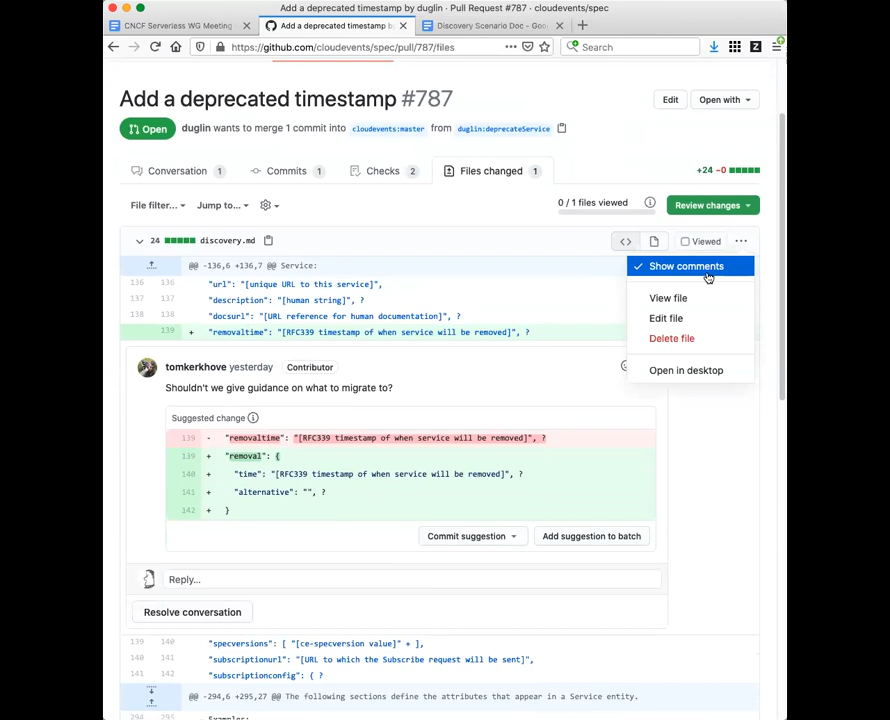 Add a deprecated timestamp by duglin · Pull Request #787 · cloudevents/spec
CNCF Serverless WG Meeting
Add a deprecated timestamp by
Discovery Scenario Doc - Goo
https://github.com/cloudevents/spec/pull/787/files
Search
Add a deprecated timestamp #787
Edit
Open with
Open
duglin wants to merge 1 commit into cloudevents:master from duglin:deprecateService
Conversation 1
Commits 1
Checks 2
Files changed 1
+24 −0
File filter...
Jump to...
0 / 1 files viewed
Review changes
24 discovery.md
Viewed
@@ -136,6 +136,7 @@ Service:
Show comments
136 136 "url": "[unique URL to this service]",
137 137 "description": "[human string]", ?
View file
138 138 "docsurl": "[URL reference for human documentation]", ?
Edit file
139 + "removaltime": "[RFC339 timestamp of when service will be removed]", ?
Delete file
tomkerkhove yesterday
Contributor
Open in desktop
Shouldn't we give guidance on what to migrate to?
Suggested change
139 - "removaltime": "[RFC339 timestamp of when service will be removed]", ?
139 + "removal": {
140 + "time": "[RFC339 timestamp of when service will be removed]", ?
141 + "alternative": "", ?
142 + }
Commit suggestion
Add suggestion to batch
Reply...
Resolve conversation
139 140 "specversions": [ "[ce-specversion value]" + ],
140 141 "subscriptionurl": "[URL to which the Subscribe request will be sent]",
141 142 "subscriptionconfig": { ?
@@ -294,6 +295,27 @@ The following sections define the attributes that appear in a Service entity.
294 295 - Examples: